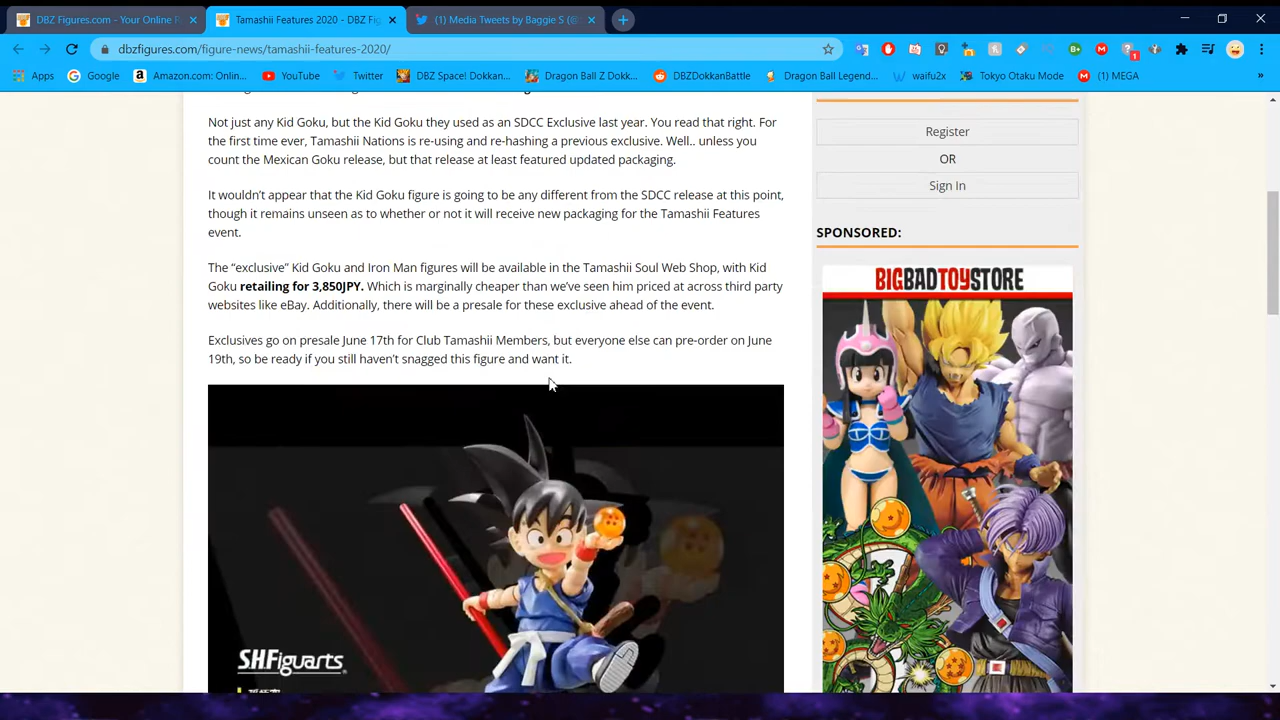 DBZ Figures.com - Your Online
Tamashii Features 2020 - DBZ Fig
(1) Media Tweets by Baggie S (@
dbzfigures.com/figure-news/tamashii-features-2020/
Apps
Google
Amazon.com: Onlin...
YouTube
Twitter
DBZ Space! Dokkan...
Dragon Ball Z Dokk...
DBZDokkanBattle
Dragon Ball Legend...
waifu2x
Tokyo Otaku Mode
(1) MEGA
Not just any Kid Goku, but the Kid Goku they used as an SDCC Exclusive last year. You read that right. For
the first time ever, Tamashii Nations is re-using and re-hashing a previous exclusive. Well.. unless you
count the Mexican Goku release, but that release at least featured updated packaging.
It wouldn't appear that the Kid Goku figure is going to be any different from the SDCC release at this point,
though it remains unseen as to whether or not it will receive new packaging for the Tamashii Features
event.
The “exclusive” Kid Goku and Iron Man figures will be available in the Tamashii Soul Web Shop, with Kid
Goku retailing for 3,850JPY. Which is marginally cheaper than we've seen him priced at across third party
websites like eBay. Additionally, there will be a presale for these exclusive ahead of the event.
Exclusives go on presale June 17th for Club Tamashii Members, but everyone else can pre-order on June
19th, so be ready if you still haven't snagged this figure and want it.
S.H.Figuarts
Register
OR
Sign In
SPONSORED:
BIGBADTOYSTORE